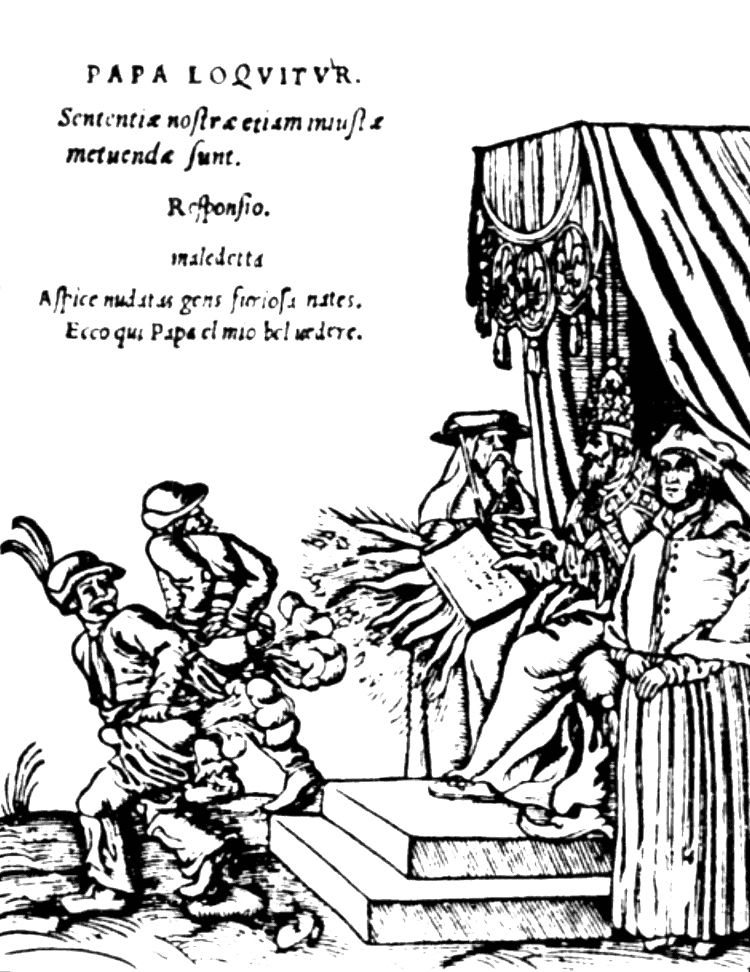 PAPA LOQVITVR.
Sententiæ noſtræ etiam iniuſtæ
metuendæ ſunt.
Reſponſio.
maledetta
Aſpice nudatas gens furioſa nates.
Ecco qui Papa el mio bel uedere.